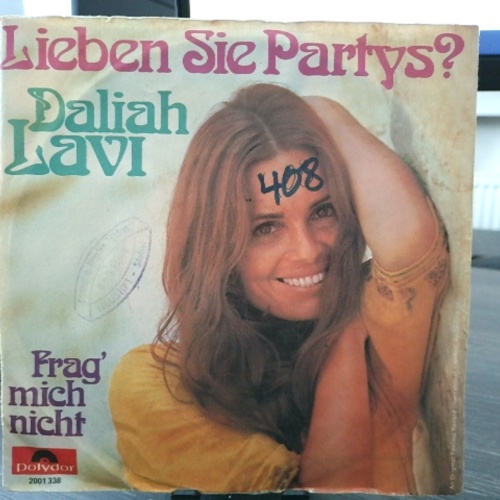 Lieben Sie Partys?
Daliah
Lavi
408
Frag'
mich
nicht
Polydor
2001 338